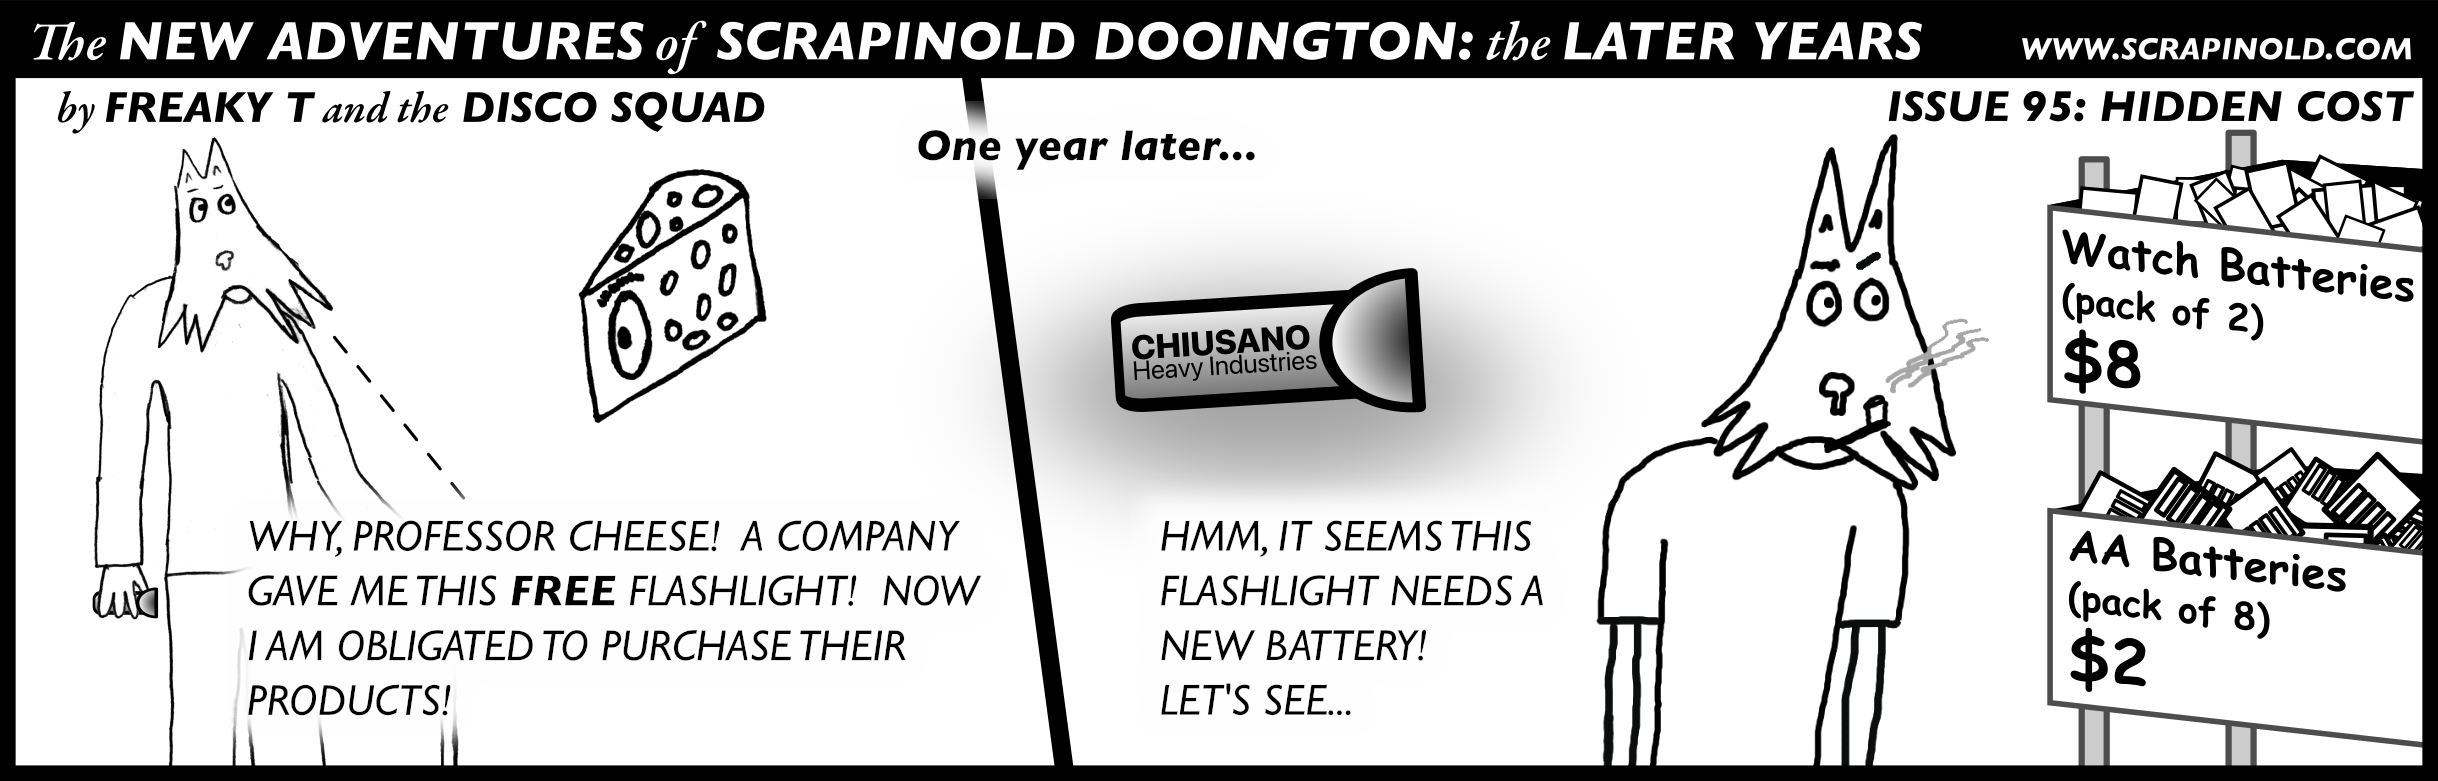 The NEW ADVENTURES of SCRAPINOLD DOOINGTON: the LATER YEARS
WWW.SCRAPINOLD.COM
by FREAKY T and the DISCO SQUAD
ISSUE 95: HIDDEN COST
WHY, PROFESSOR CHEESE! A COMPANY
GAVE ME THIS FREE FLASHLIGHT! NOW
I AM OBLIGATED TO PURCHASE THEIR
PRODUCTS!
One year later...
CHIUSANO
Heavy Industries
HMM, IT SEEMS THIS
FLASHLIGHT NEEDS A
NEW BATTERY!
LET'S SEE...
Watch Batteries
(pack of 2)
$8
AA Batteries
(pack of 8)
$2